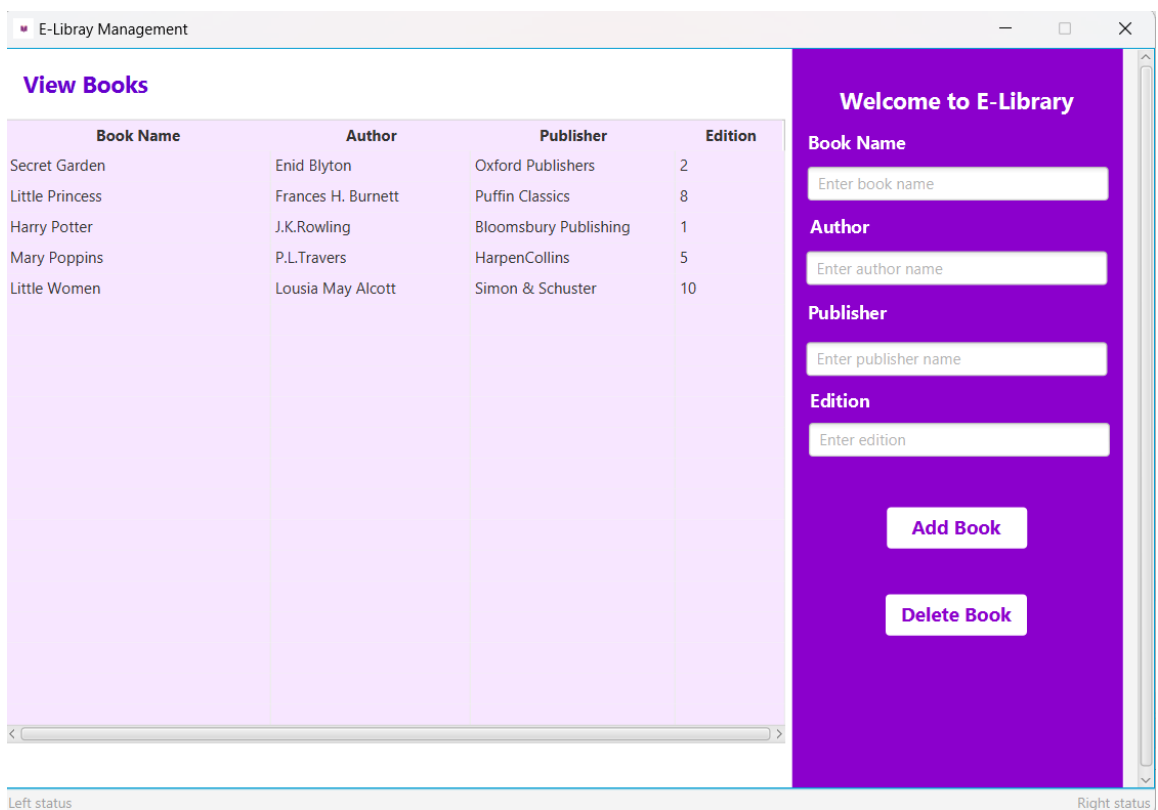 E-Libray Management
View Books
Book Name Author Publisher Edition
Secret Garden Enid Blyton Oxford Publishers 2
Little Princess Frances H. Burnett Puffin Classics 8
Harry Potter J.K.Rowling Bloomsbury Publishing 1
Mary Poppins P.L.Travers HarpenCollins 5
Little Women Lousia May Alcott Simon & Schuster 10
Welcome to E-Library
Book Name
Enter book name
Author
Enter author name
Publisher
Enter publisher name
Edition
Enter edition
Add Book
Delete Book
Left status
Right status